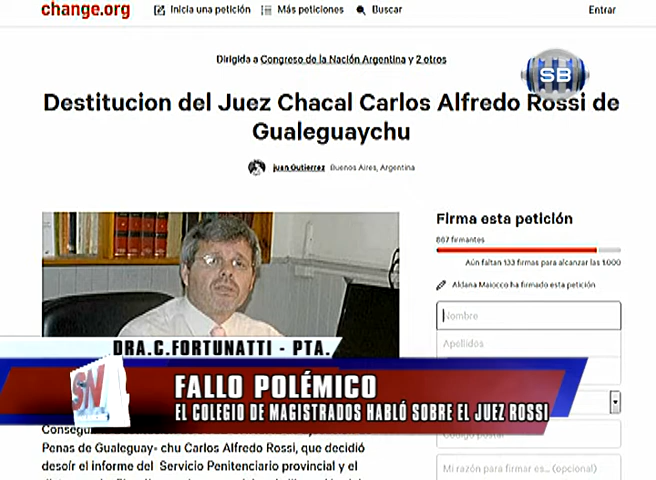 change.org
Inicia una petición
Más peticiones
Buscar
Entrar
Dirigida a Congreso de la Nación Argentina y 2 otros
SB
Destitucion del Juez Chacal Carlos Alfredo Rossi de
Gualeguaychu
juan Gutierrez Buenos Aires, Argentina
Firma esta petición
867 firmantes
Aún faltan 133 firmas para alcanzar las 1.000
Aldana Maiocco ha firmado esta petición
Nombre
Apellidos
DRA.C.FORTUNATTI - PTA.
SN
FALLO POLÉMICO
EL COLEGIO DE MAGISTRADOS HABLÓ SOBRE EL JUEZ ROSSI
Código postal
Penas de Gualeguay- chu Carlos Alfredo Rossi, que decidió
desoír el informe del Servicio Penitenciario provincial y el
Mi razón para firmar es... (opcional)